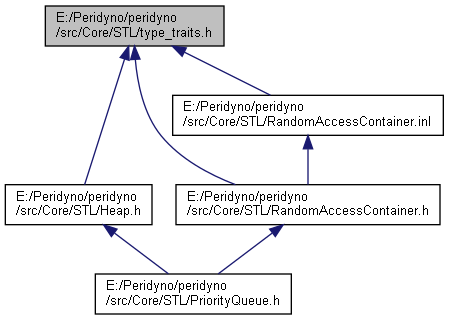 E:/Peridyno/peridyno
/src/Core/STL/type_traits.h
E:/Peridyno/peridyno
/src/Core/STL/RandomAccessContainer.inl
E:/Peridyno/peridyno
/src/Core/STL/Heap.h
E:/Peridyno/peridyno
/src/Core/STL/RandomAccessContainer.h
E:/Peridyno/peridyno
/src/Core/STL/PriorityQueue.h